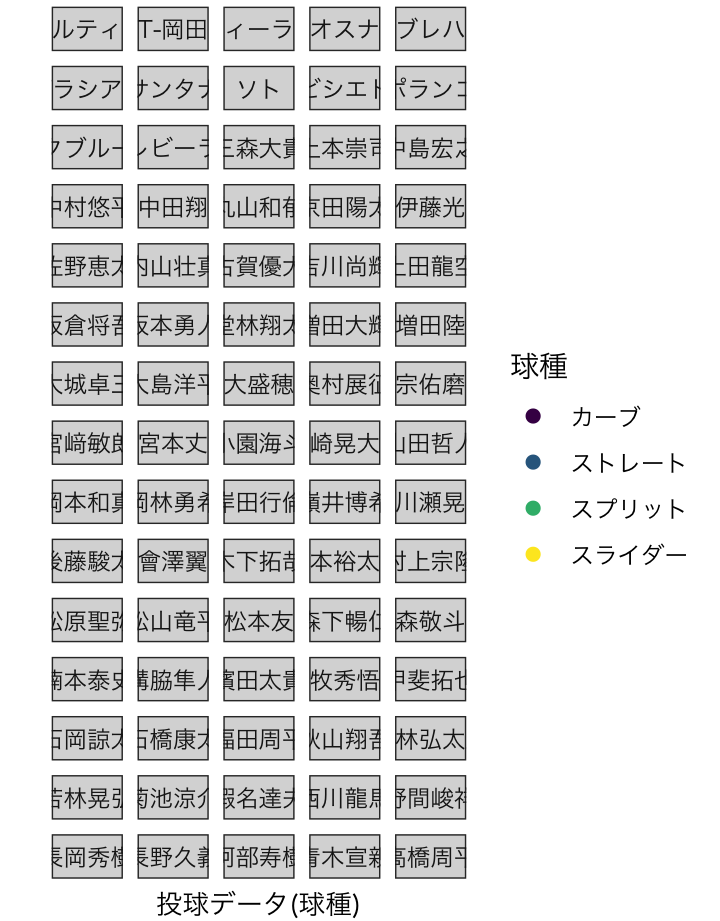 ルティ T-岡田 ィーラ オスナ ブレハ
ラシア サンタナ ソト ビシエド ポランコ
クブルー レビーラ 三森大貴 上本崇司 中島宏之
中村悠平 中田翔 丸山和郁 京田陽太 伊藤光
佐野恵太 内山壮真 古賀優大 吉川尚輝 土田龍空
坂倉将吾 坂本勇人 堂林翔太 増田大輝 増田陸
大城卓三 大島洋平 大盛穂 奥村展征 宗佑磨
宮﨑敏郎 宮本丈 小園海斗 崎晃大 山田哲人
岡本和真 岡林勇希 岸田行倫 嶺井博希 川瀬晃
後藤駿太 會澤翼 木下拓哉 本裕太 村上宗隆
松原聖弥 松山竜平 松本友 森下暢仁 森敬斗
楠本泰史 溝脇隼人 濱田太貴 牧秀悟 甲斐拓也
石岡諒太 石橋康太 福田周平 秋山翔吾 林弘太
若林晃弘 菊池涼介 蝦名達夫 西川龍馬 野間峻祥
長岡秀樹 長野久義 阿部寿樹 青木宣親 高橋周平
球種
カーブ
ストレート
スプリット
スライダー
投球データ(球種)